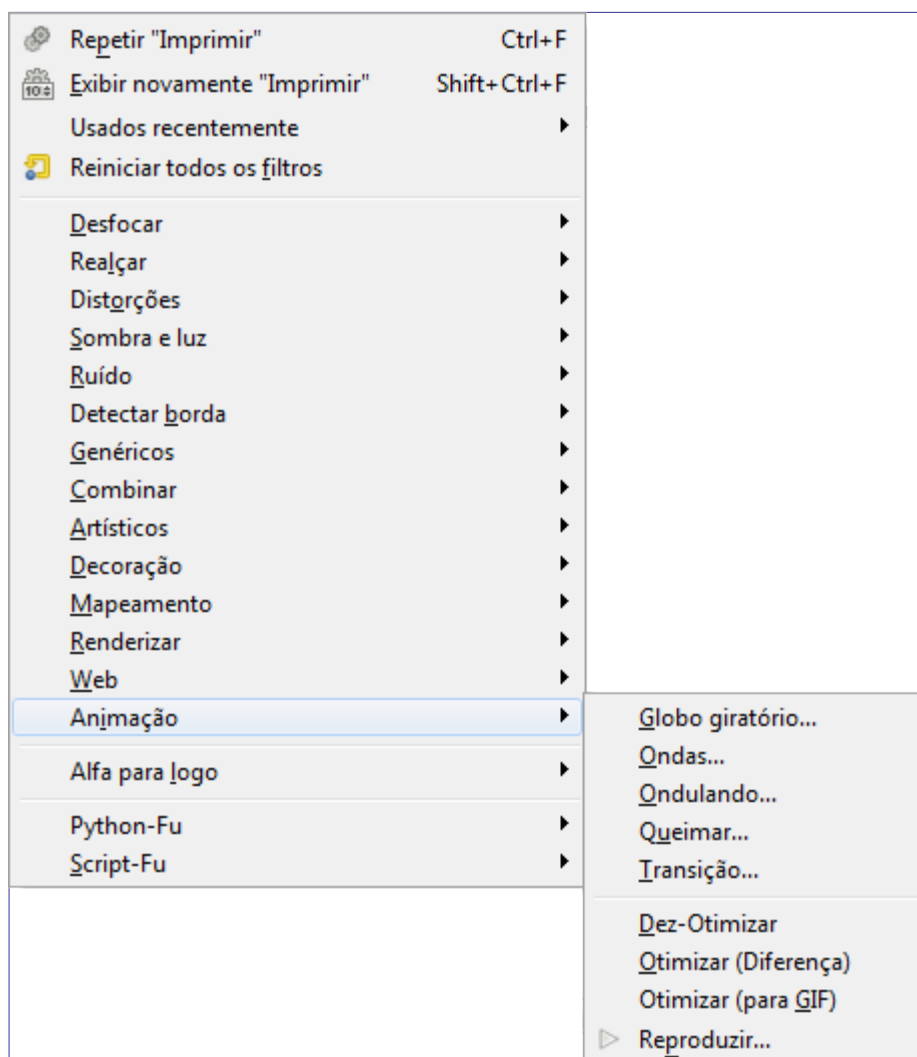 Repetir "Imprimir" Ctrl+F
Exibir novamente "Imprimir" Shift+Ctrl+F
Usados recentemente
Reiniciar todos os filtros
Desfocar
Realçar
Distorções
Sombra e luz
Ruído
Detectar borda
Genéricos
Combinar
Artísticos
Decoração
Mapeamento
Renderizar
Web
Animação
Alfa para logo
Python-Fu
Script-Fu
Globo giratório...
Ondas...
Ondulando...
Queimar...
Transição...
Dez-Otimizar
Otimizar (Diferença)
Otimizar (para GIF)
Reproduzir...